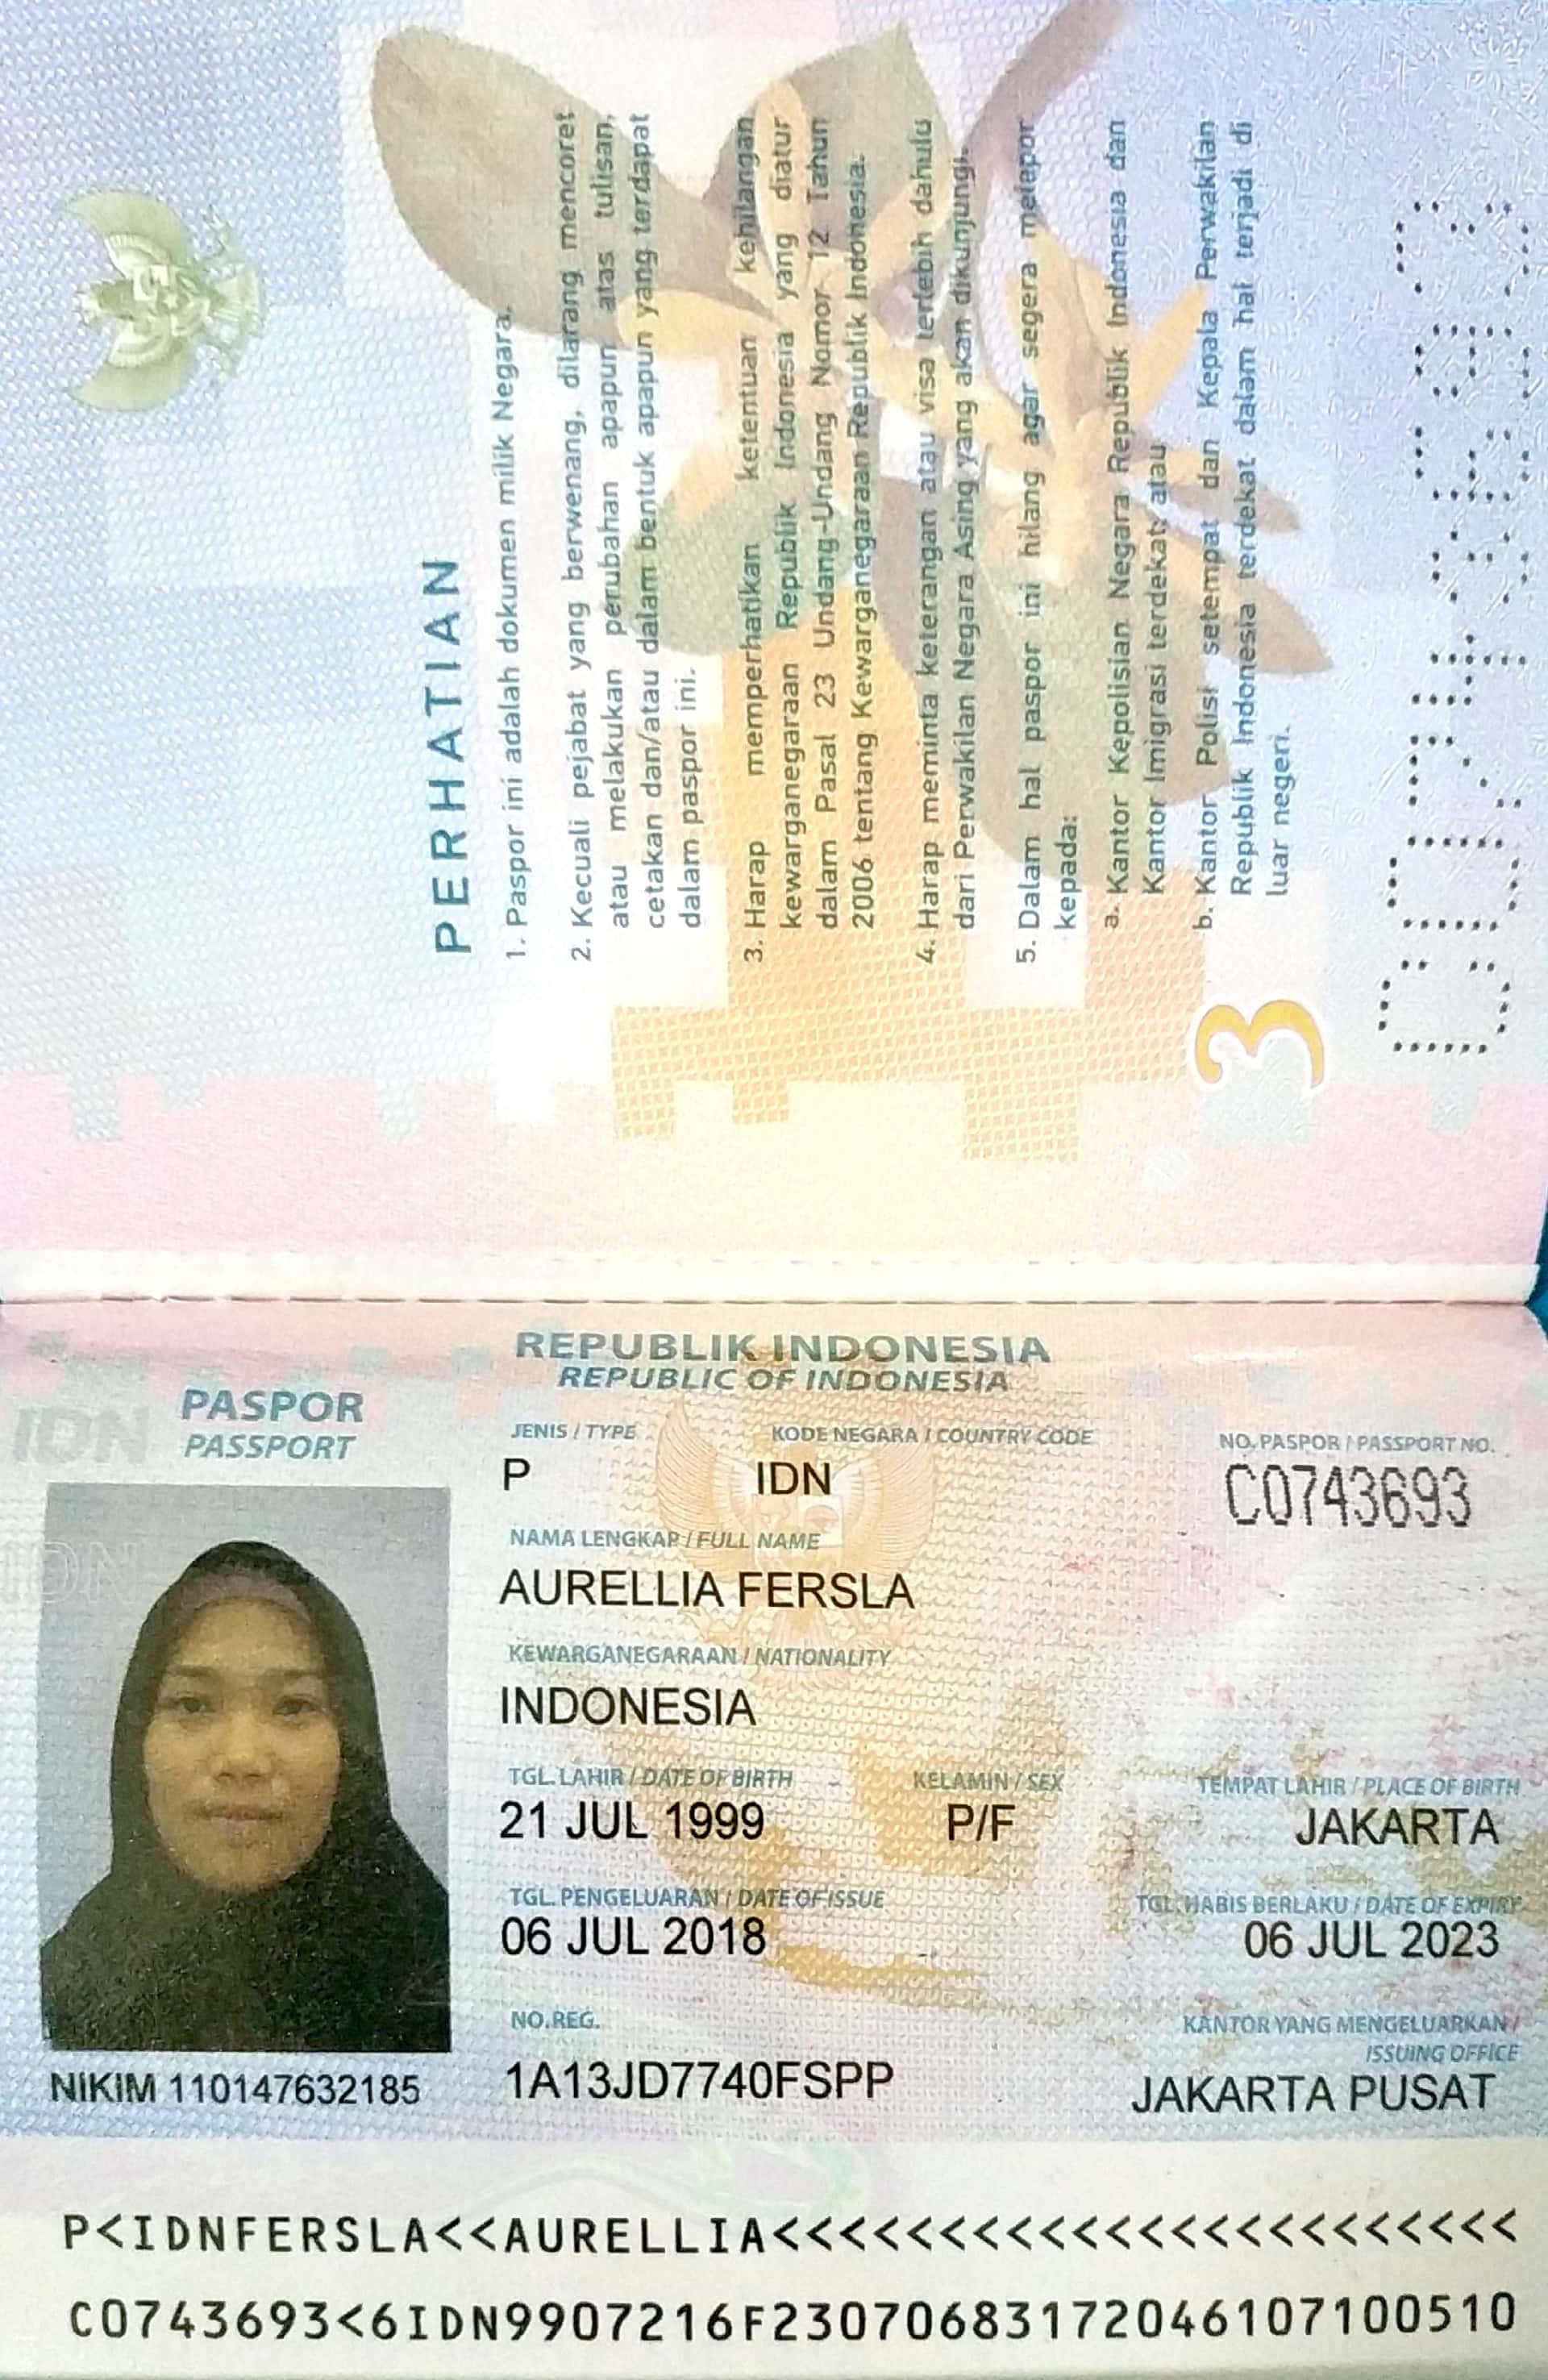 PERHATIAN
1. Paspor ini adalah dokumen milik Negara.
2. Kecuali pejabat yang berwenang, dilarang mencoret
atau melakukan perubahan apapun atas tulisan,
cetakan dan/atau dalam bentuk apapun yang terdapat
dalam paspor ini.
3. Harap memperhatikan ketentuan kehilangan
kewarganegaraan Republik Indonesia yang diatur
dalam Pasal 23 Undang-Undang Nomor 12 Tahun
2006 tentang Kewarganegaraan Republik Indonesia.
4. Harap meminta keterangan atau visa terlebih dahulu
dari Perwakilan Negara Asing yang akan dikunjungi.
5. Dalam hal paspor ini hilang agar segera melapor
kepada:
a. Kantor Kepolisian Negara Republik Indonesia dan
Kantor Imigrasi terdekat; atau
b. Kantor Polisi setempat dan Kepala Perwakilan
Republik Indonesia terdekat dalam hal terjadi di
luar negeri.
3
REPUBLIK INDONESIA
REPUBLIC OF INDONESIA
IDN
PASPOR
PASSPORT
JENIS / TYPE KODE NEGARA / COUNTRY CODE NO. PASPOR / PASSPORT NO.
P IDN C0743693
NAMA LENGKAP / FULL NAME
AURELLIA FERSLA
KEWARGANEGARAAN / NATIONALITY
INDONESIA
TGL. LAHIR / DATE OF BIRTH KELAMIN / SEX TEMPAT LAHIR / PLACE OF BIRTH
21 JUL 1999 P/F JAKARTA
TGL. PENGELUARAN / DATE OF ISSUE TGL. HABIS BERLAKU / DATE OF EXPIRY
06 JUL 2018 06 JUL 2023
NO. REG. KANTOR YANG MENGELUARKAN /
ISSUING OFFICE
NIKIM 110147632185 1A13JD7740FSPP JAKARTA PUSAT
P<IDNFERSLA<<AURELLIA<<<<<<<<<<<<<<<<<<<<<<<
C0743693<6IDN9907216F2307068317204610710​0510